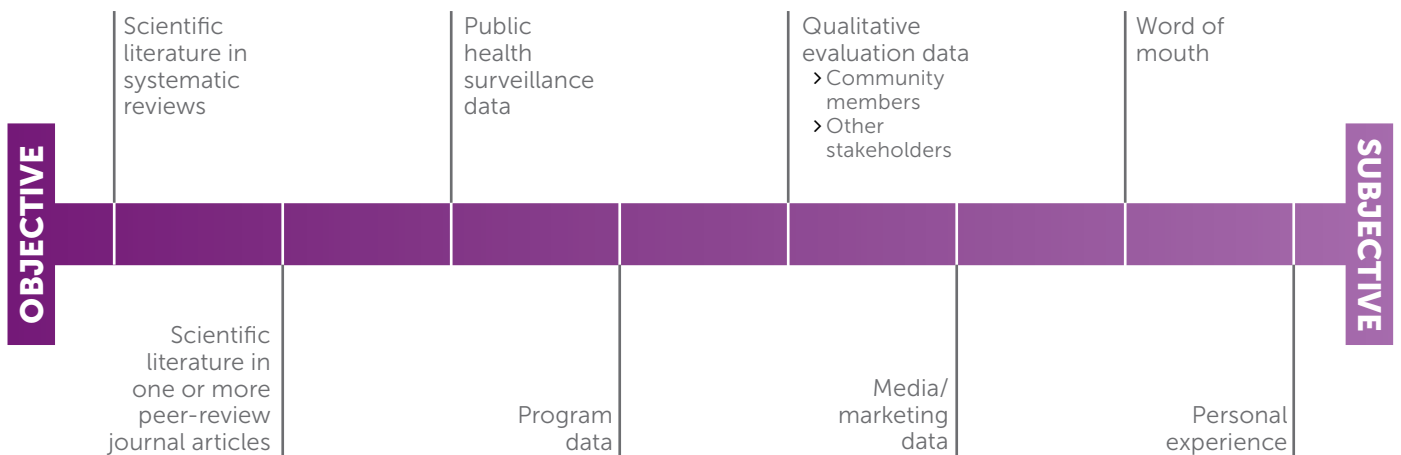 Scientific
literature in
systematic
reviews
Public
health
surveillance
data
Qualitative
evaluation data
> Community
members
> Other
stakeholders
Word of
mouth
OBJECTIVE
SUBJECTIVE
Scientific
literature in
one or more
peer-review
journal articles
Program
data
Media/
marketing
data
Personal
experience